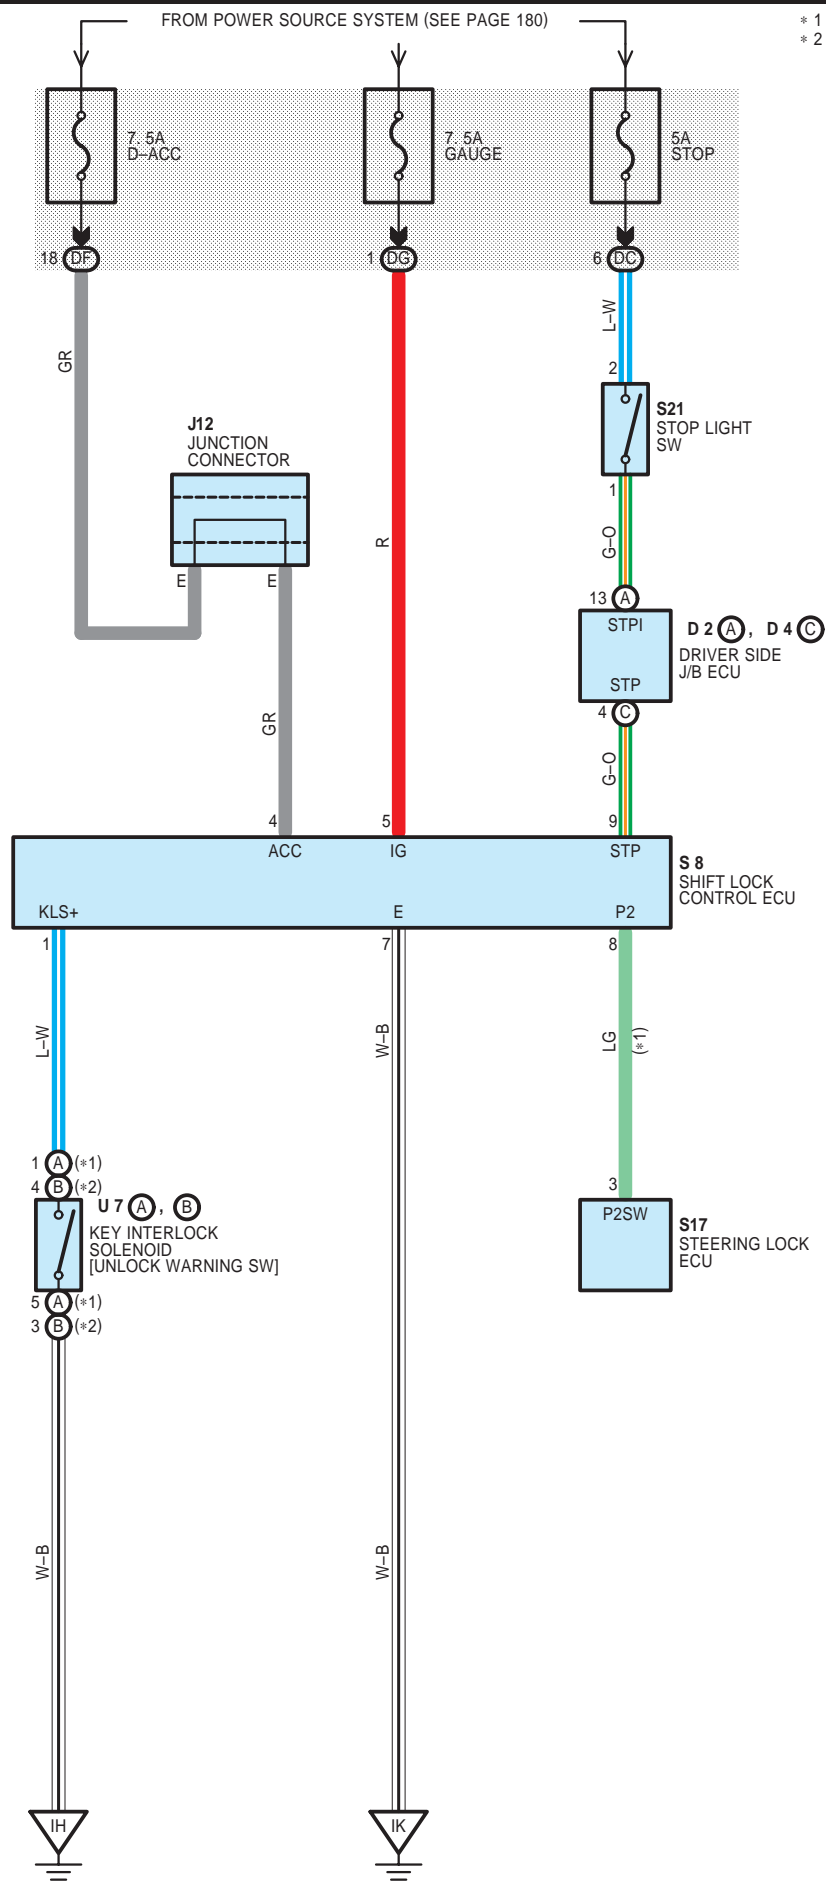 FROM POWER SOURCE SYSTEM (SEE PAGE 180)
∗ 1
∗ 2
7. 5A
D–ACC
7. 5A
GAUGE
5A
STOP
18 DF
1 DG
6 DC
L–W
GR
2
S21
STOP LIGHT
SW
J12
JUNCTION
CONNECTOR
1
R
G–O
E
E
13 A
STPI
D 2 A , D 4 C
DRIVER SIDE
J/B ECU
STP
4 C
GR
G–O
4
5
9
ACC
IG
STP
S 8
SHIFT LOCK
CONTROL ECU
KLS+
E
P2
1
7
8
L–W
W–B
LG
(∗1)
1 A (∗1)
4 B (∗2)
3
U 7 A , B
KEY INTERLOCK
SOLENOID
[UNLOCK WARNING SW]
P2SW
S17
STEERING LOCK
ECU
5 A (∗1)
3 B (∗2)
W–B
W–B
IH
IK